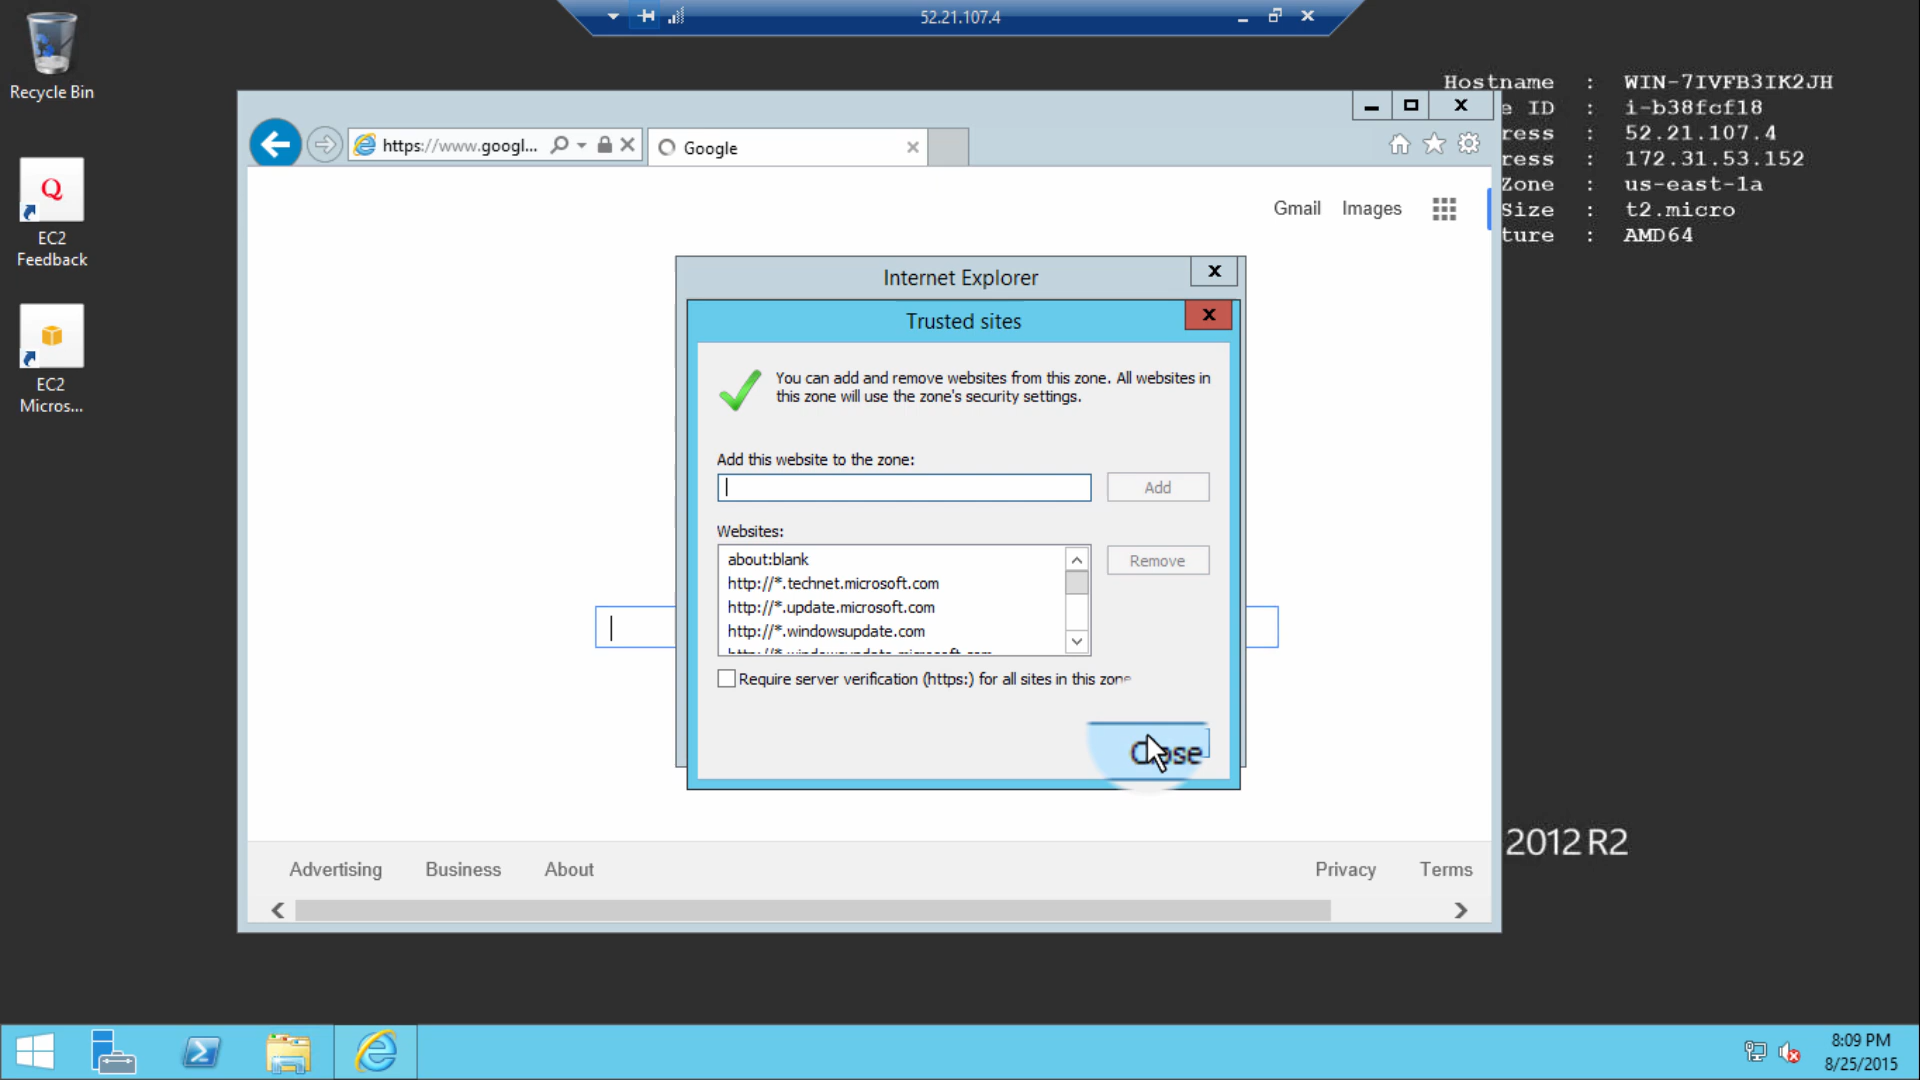 52.21.107.4
Recycle Bin
EC2
Feedback
EC2
Micros...
Hostname : WIN-7IVFB3IK2JH
e ID : i-b38fcf18
ress : 52.21.107.4
ress : 172.31.53.152
Zone : us-east-1a
Size : t2.micro
ture : AMD64
https://www.googl...
Google
Gmail
Images
Internet Explorer
Trusted sites
You can add and remove websites from this zone. All websites in
this zone will use the zone's security settings.
Add this website to the zone:
Add
Websites:
about:blank
http://*.technet.microsoft.com
http://*.update.microsoft.com
http://*.windowsupdate.com
http://*.windowsupdate.microsoft.com
Remove
Require server verification (https:) for all sites in this zone
Close
2012 R2
Advertising
Business
About
Privacy
Terms
8:09 PM
8/25/2015